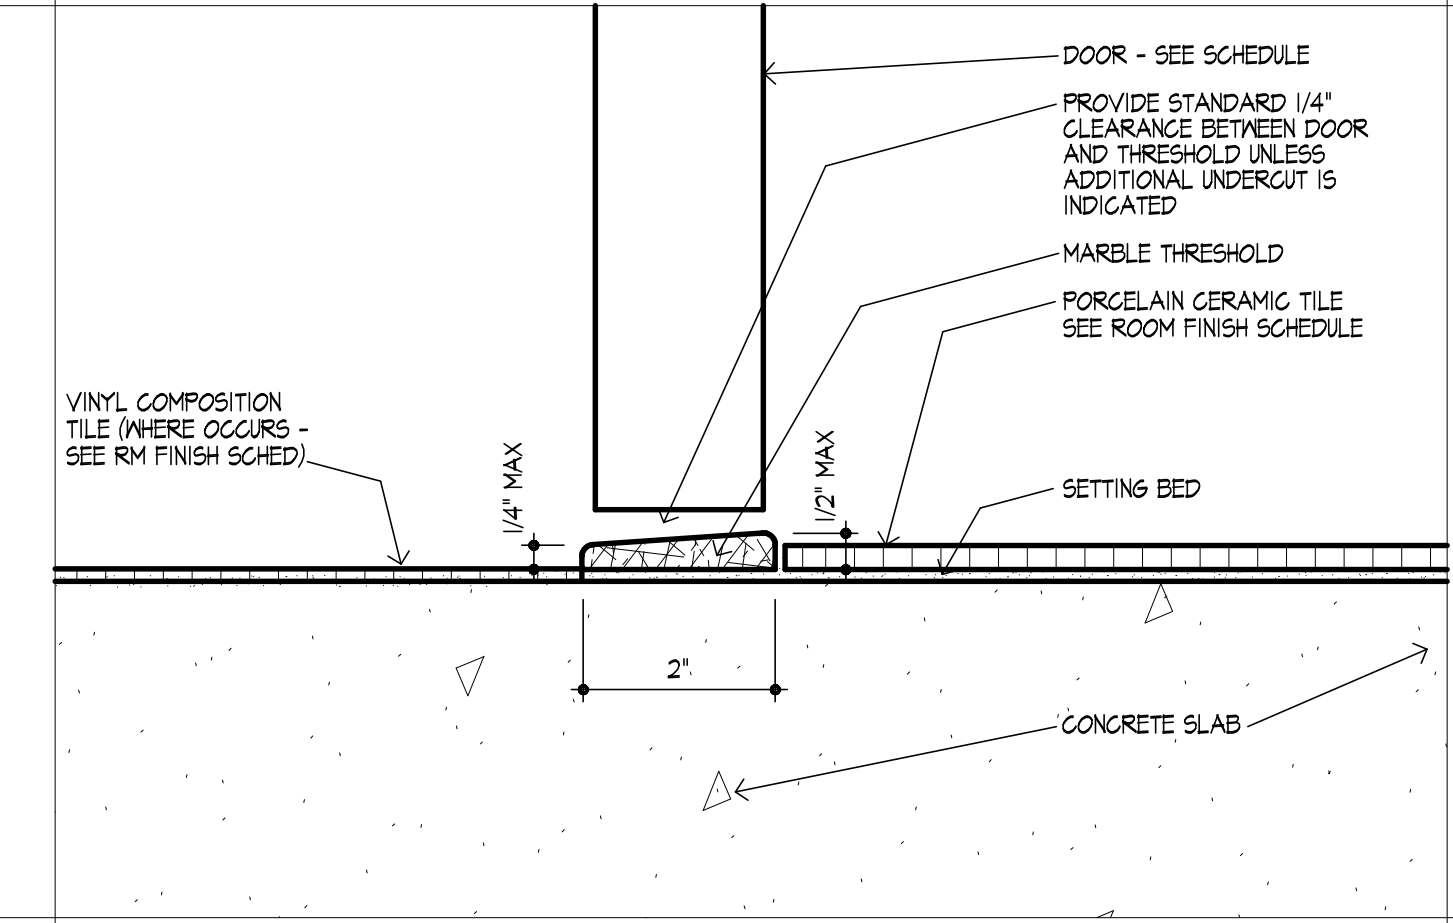 DOOR - SEE SCHEDULE
PROVIDE STANDARD 1/4"
CLEARANCE BETWEEN DOOR
AND THRESHOLD UNLESS
ADDITIONAL UNDERCUT IS
INDICATED
MARBLE THRESHOLD
PORCELAIN CERAMIC TILE
SEE ROOM FINISH SCHEDULE
VINYL COMPOSITION
TILE (WHERE OCCURS -
SEE RM FINISH SCHED)
1/4" MAX
1/2" MAX
SETTING BED
2"
CONCRETE SLAB